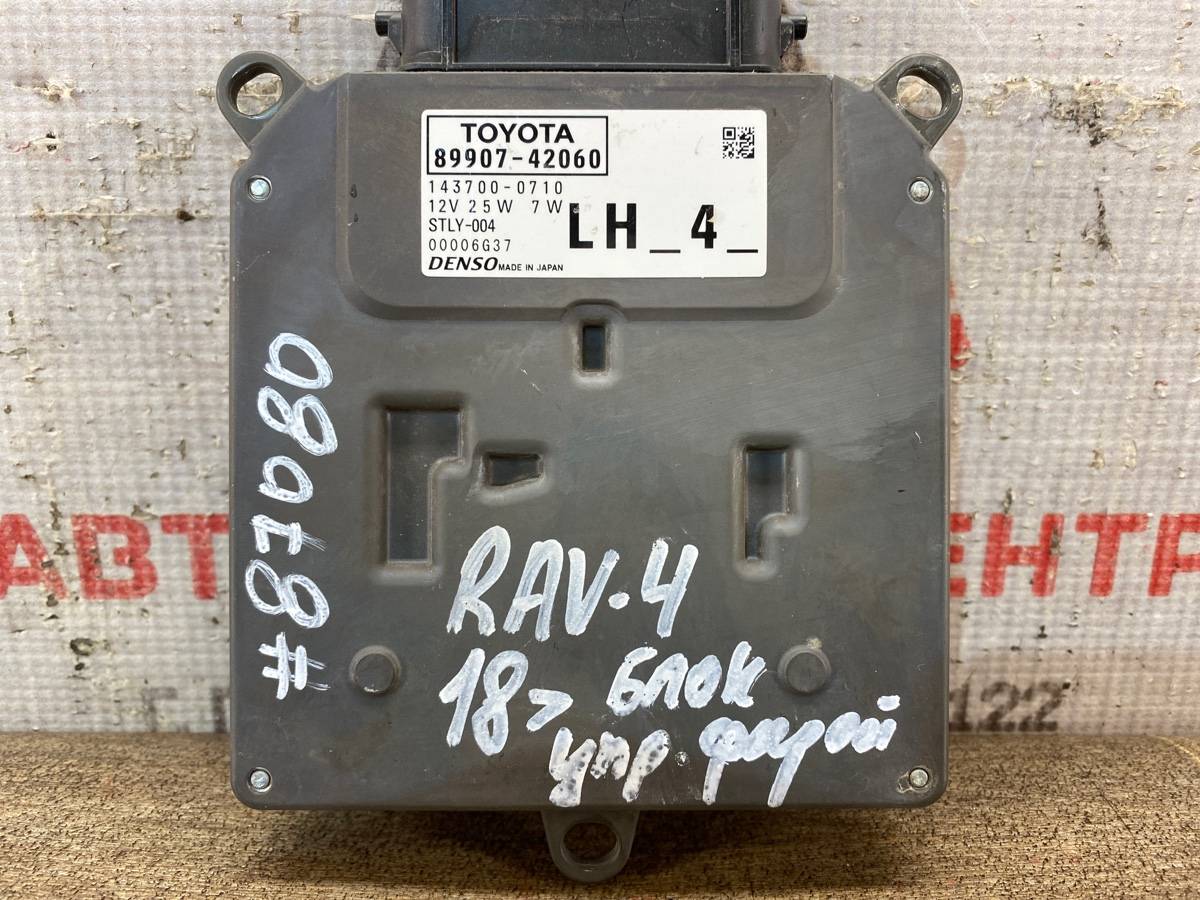 TOYOTA
89907-42060
143700-0710
12V 25W 7W
STLY-004
00006G37
DENSO MADE IN JAPAN
LH_4_
RAV-4
18> БЛОК
упр. фарой
АВТ
ЕНТР